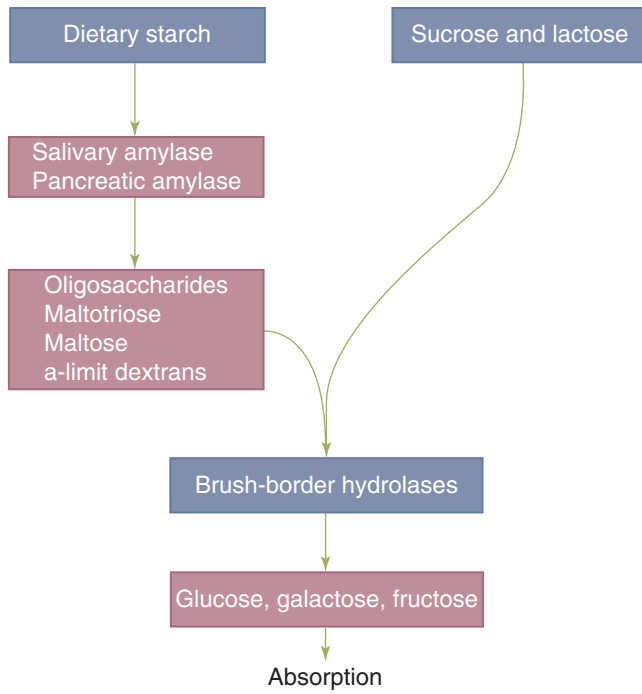 Dietary starch
Sucrose and lactose
Salivary amylase
Pancreatic amylase
Oligosaccharides
Maltotriose
Maltose
a-limit dextrans
Brush-border hydrolases
Glucose, galactose, fructose
Absorption